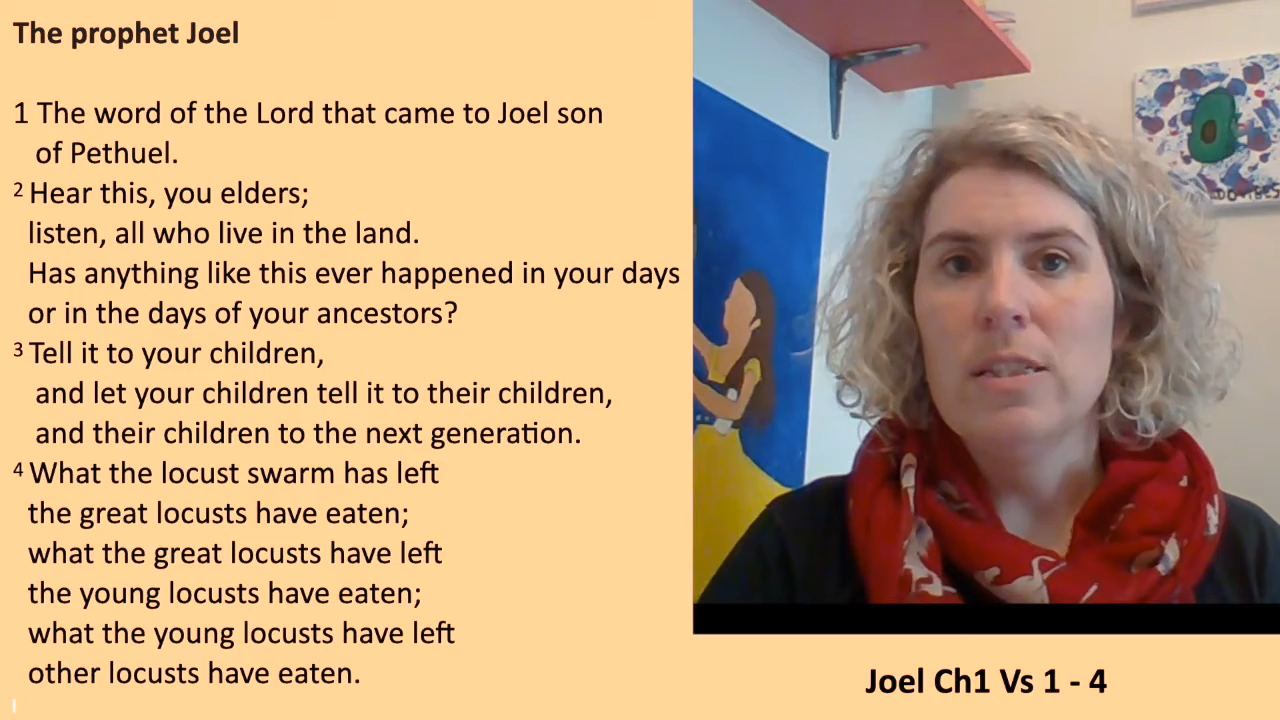 The prophet Joel
1 The word of the Lord that came to Joel son
of Pethuel.
2 Hear this, you elders;
listen, all who live in the land.
Has anything like this ever happened in your days
or in the days of your ancestors?
3 Tell it to your children,
and let your children tell it to their children,
and their children to the next generation.
4 What the locust swarm has left
the great locusts have eaten;
what the great locusts have left
the young locusts have eaten;
what the young locusts have left
other locusts have eaten.
Joel Ch1 Vs 1 - 4